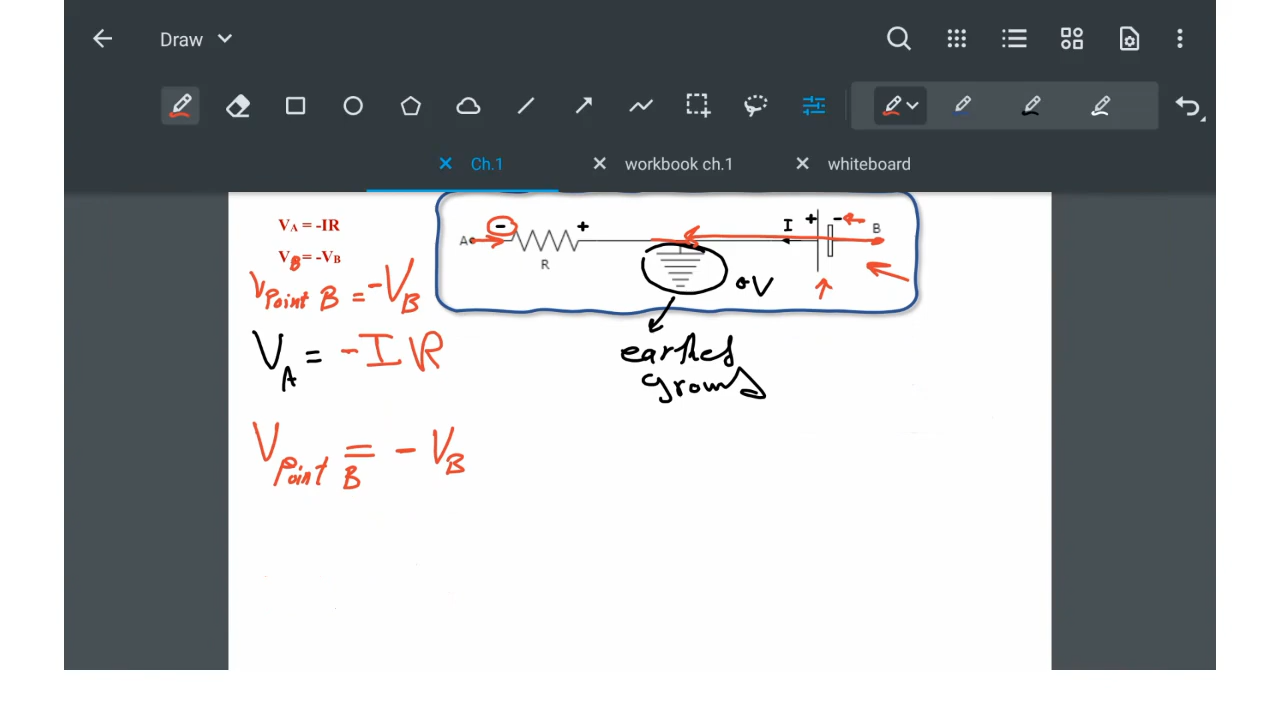 Draw
Ch.1
workbook ch.1
whiteboard
VA = -IR
VB = -VB
VPoint B = -VB
VA = -IR
VPoint B = -VB
A
-
+
R
I
+
-
B
0V
earthed
ground